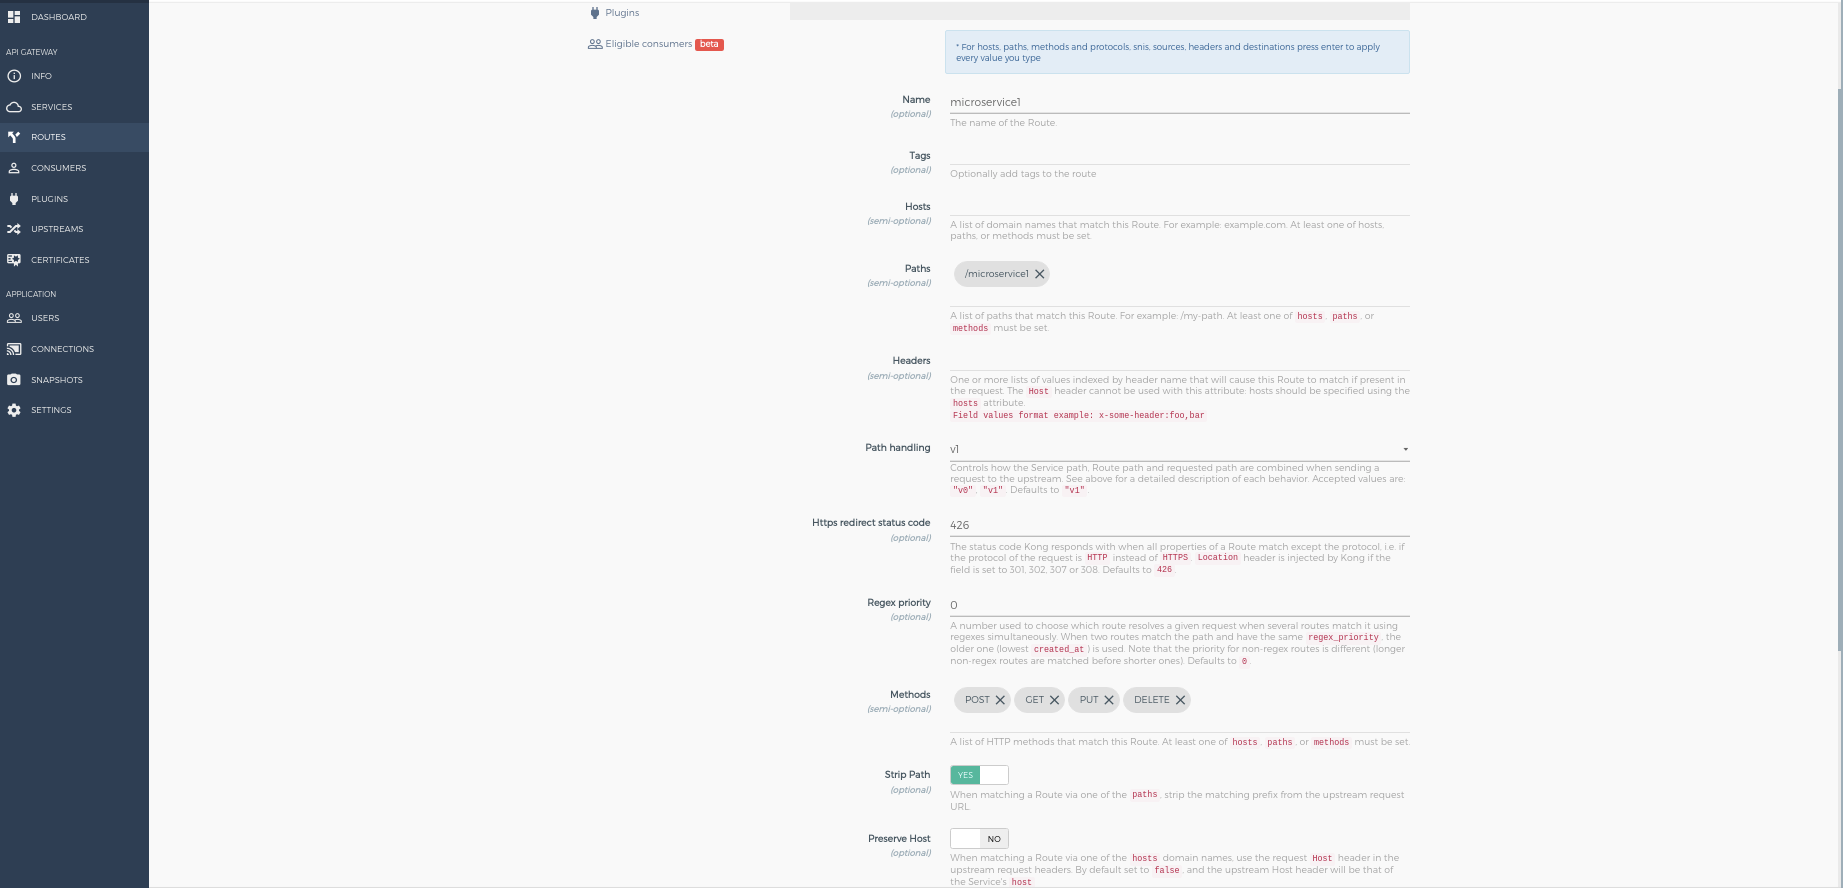 DASHBOARD
API GATEWAY
INFO
SERVICES
ROUTES
CONSUMERS
PLUGINS
UPSTREAMS
CERTIFICATES
APPLICATION
USERS
CONNECTIONS
SNAPSHOTS
SETTINGS
Plugins
Eligible consumers beta
* For hosts, paths, methods and protocols, snis, sources, headers and destinations press enter to apply
every value you type
Name
(optional)
microservice1
The name of the Route.
Tags
(optional)
Optionally add tags to the route
Hosts
(semi-optional)
A list of domain names that match this Route. For example: example.com. At least one of hosts,
paths, or methods must be set.
Paths
(semi-optional)
/microservice1
A list of paths that match this Route. For example: /my-path. At least one of hosts, paths, or
methods must be set.
Headers
(semi-optional)
One or more lists of values indexed by header name that will cause this Route to match if present in
the request. The Host header cannot be used with this attribute: hosts should be specified using the
hosts attribute.
Field values format example: x-some-header:foo,bar
Path handling
v1
Controls how the Service path, Route path and requested path are combined when sending a
request to the upstream. See above for a detailed description of each behavior. Accepted values are:
"v0", "v1". Defaults to "v1".
Https redirect status code
(optional)
426
The status code Kong responds with when all properties of a Route match except the protocol, i.e. if
the protocol of the request is HTTP instead of HTTPS. Location header is injected by Kong if the
field is set to 301, 302, 307 or 308. Defaults to 426.
Regex priority
(optional)
0
A number used to choose which route resolves a given request when several routes match it using
regexes simultaneously. When two routes match the path and have the same regex_priority, the
older one (lowest created_at) is used. Note that the priority for non-regex routes is different (longer
non-regex routes are matched before shorter ones). Defaults to 0.
Methods
(semi-optional)
POST GET PUT DELETE
A list of HTTP methods that match this Route. At least one of hosts, paths, or methods must be set.
Strip Path
(optional)
YES
When matching a Route via one of the paths, strip the matching prefix from the upstream request
URL.
Preserve Host
(optional)
NO
When matching a Route via one of the hosts domain names, use the request Host header in the
upstream request headers. By default set to false, and the upstream Host header will be that of
the Service's host